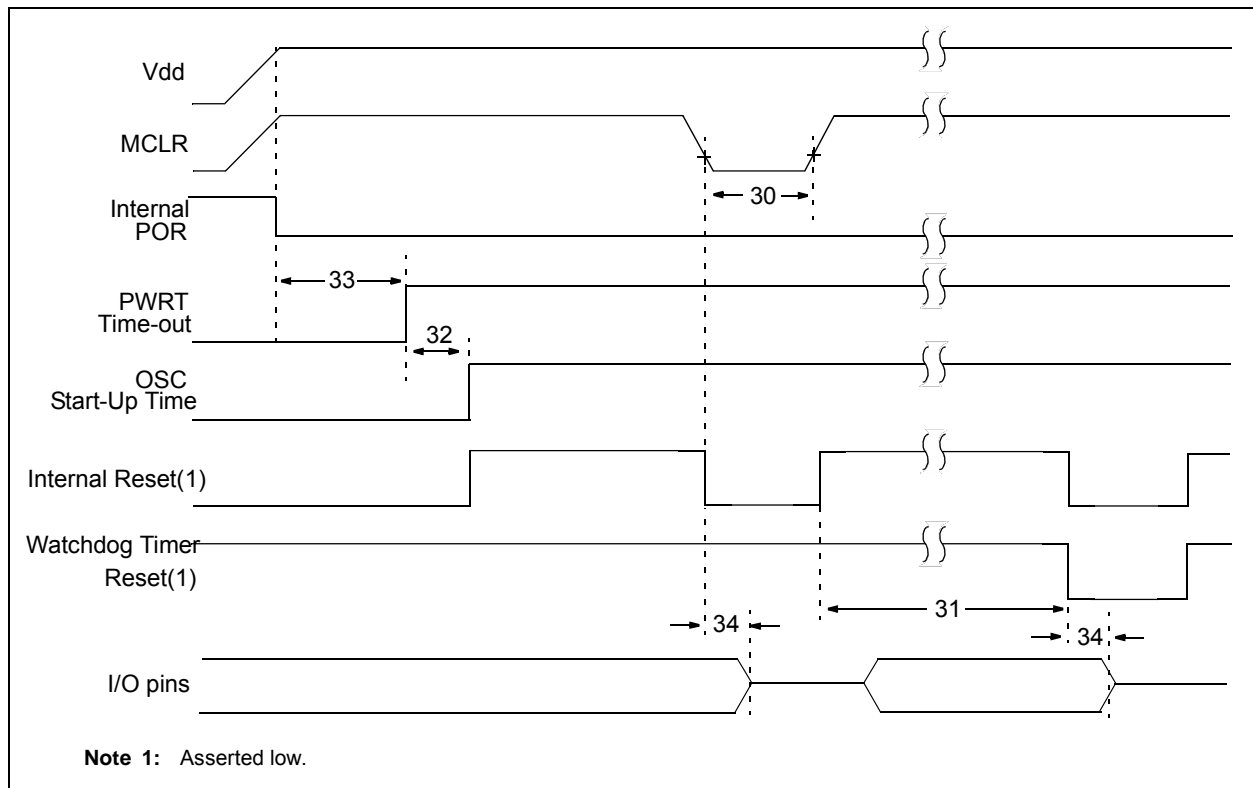 Vdd
MCLR
30
Internal
POR
33
PWRT
Time-out
32
OSC
Start-Up Time
Internal Reset(1)
Watchdog Timer
Reset(1)
31
34
34
I/O pins
Note 1: Asserted low.